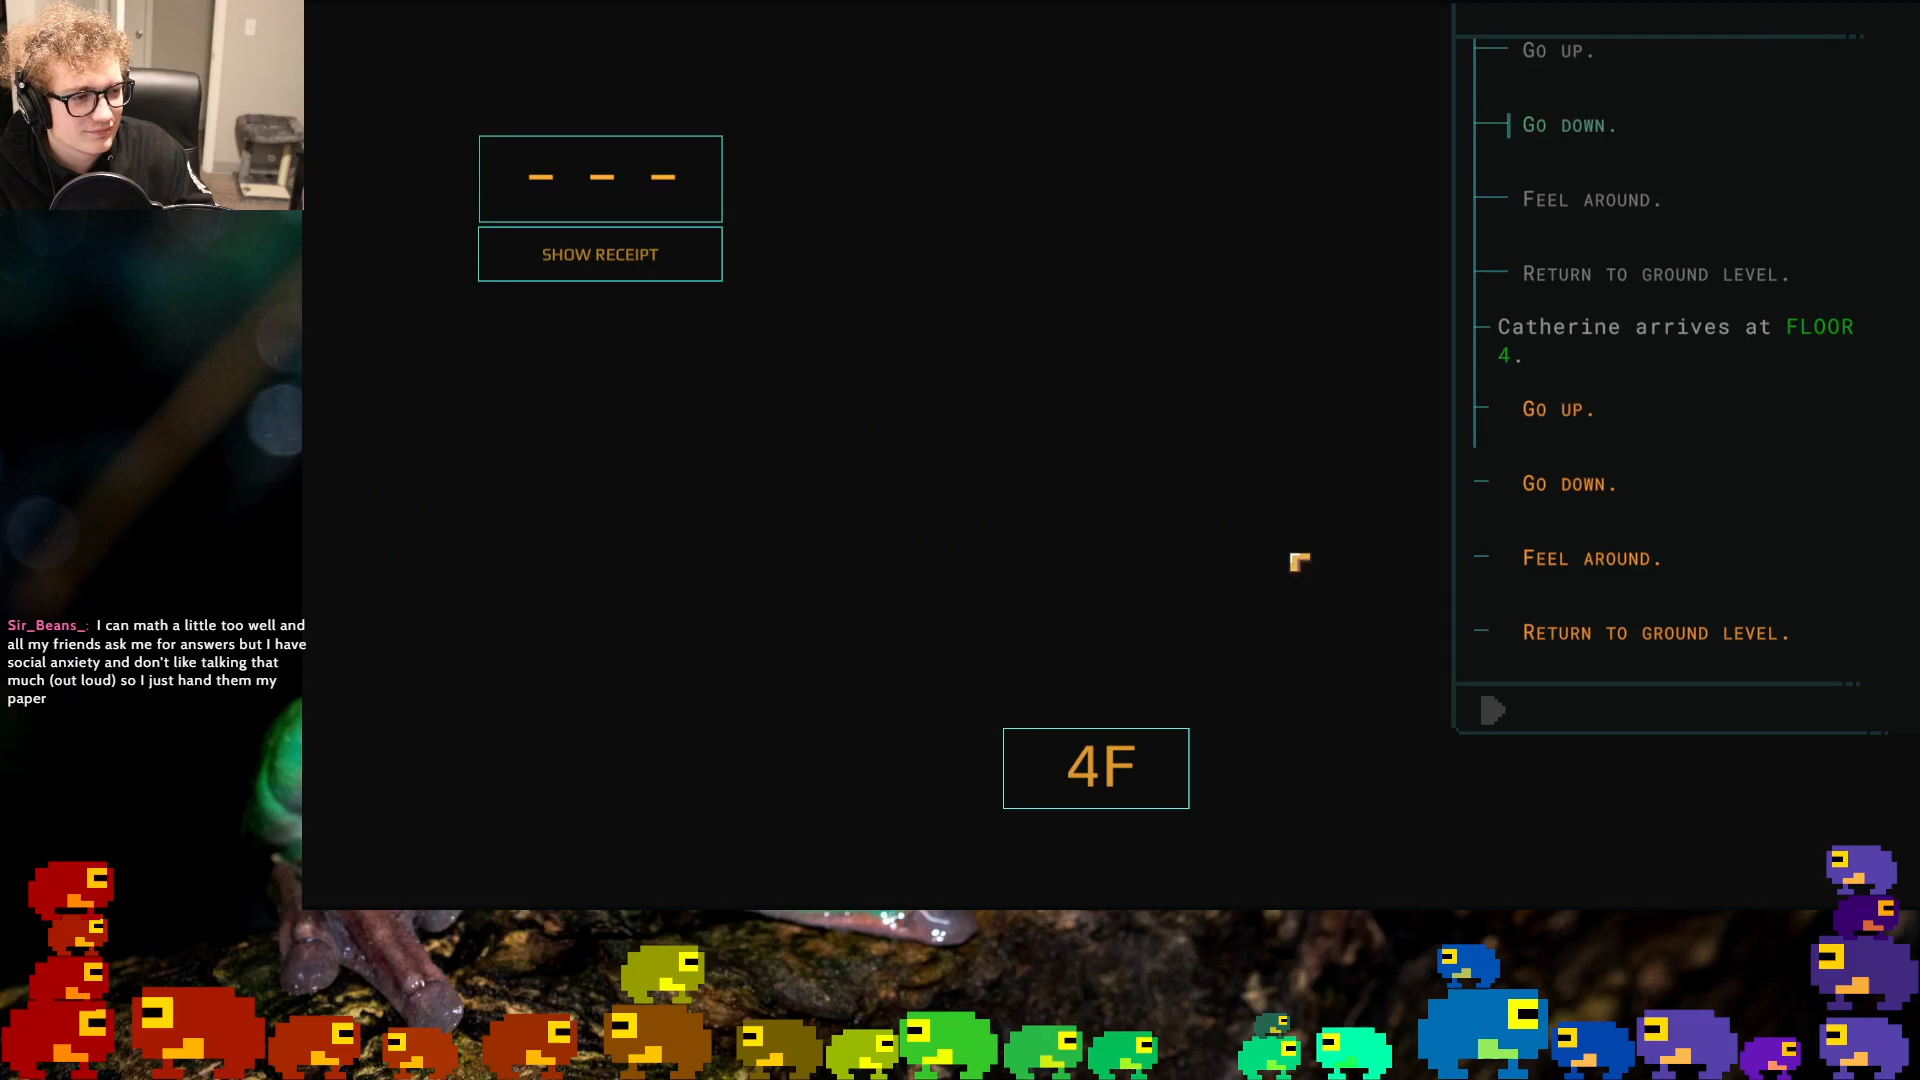 Go up.
— — —
Go down.
Feel around.
SHOW RECEIPT
Return to ground level.
Catherine arrives at FLOOR
4.
Go up.
Go down.
Feel around.
Sir_Beans_: I can math a little too well and
all my friends ask me for answers but I have
social anxiety and don't like talking that
much (out loud) so I just hand them my
paper
Return to ground level.
4F